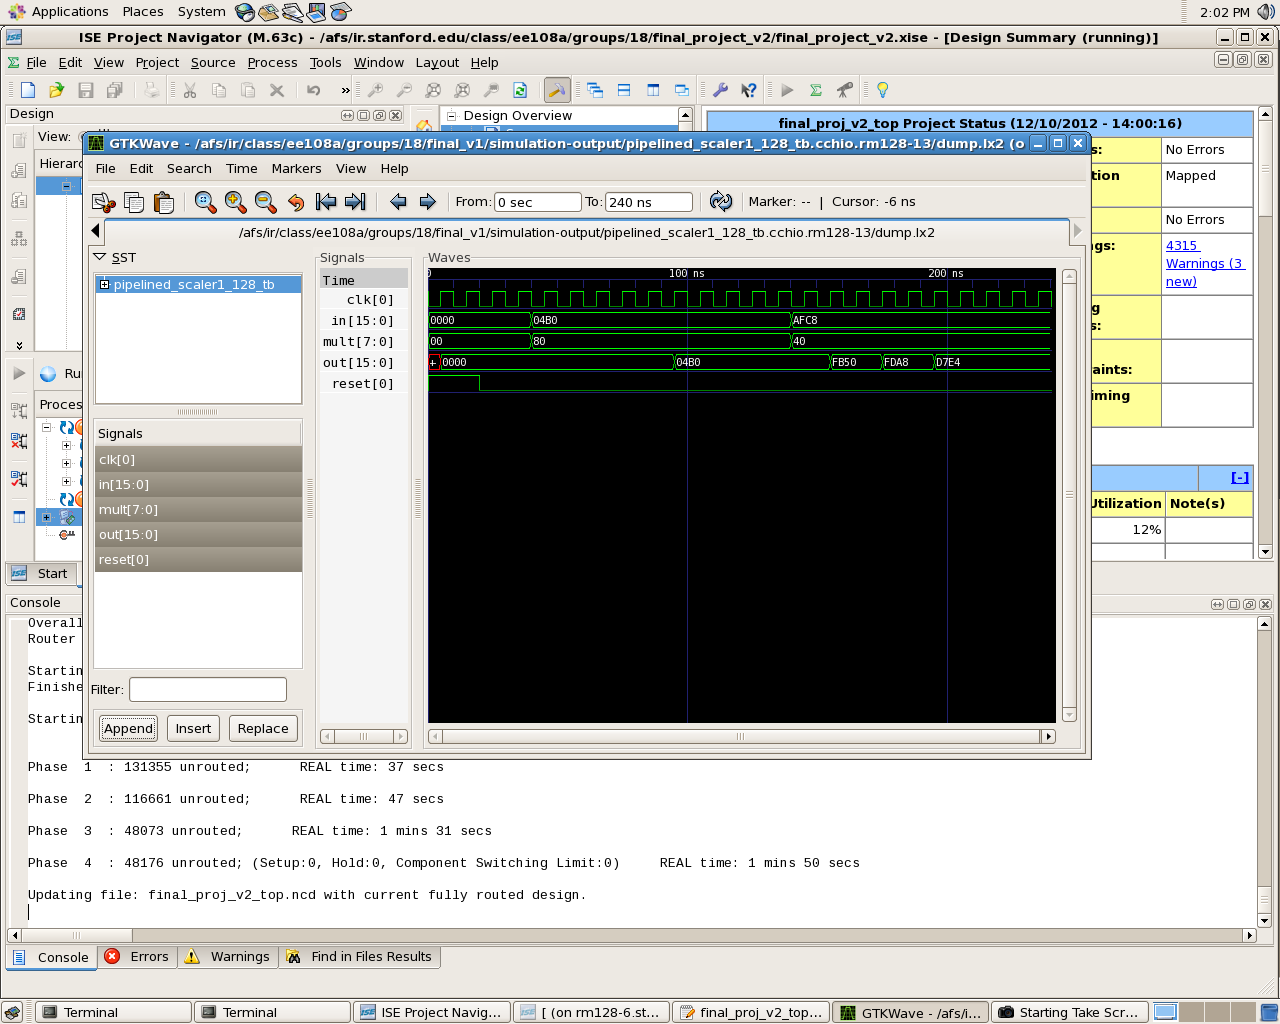 Applications Places System
2:02 PM
ISE Project Navigator (M.63c) - /afs/ir.stanford.edu/class/ee108a/groups/18/final_project_v2/final_project_v2.xise - [Design Summary (running)]
File Edit View Project Source Process Tools Window Layout Help
Design
View:
Hierarc
Design Overview
final_proj_v2_top Project Status (12/10/2012 - 14:00:16)
s: No Errors
tion Mapped
No Errors
ngs: 4315 Warnings (3 new)
g
s:
raints:
iming
[-]
Utilization Note(s)
12%
GTKWave - /afs/ir/class/ee108a/groups/18/final_v1/simulation-output/pipelined_scaler1_128_tb.cchio.rm128-13/dump.lx2 (o
File Edit Search Time Markers View Help
From: 0 sec To: 240 ns Marker: -- | Cursor: -6 ns
/afs/ir/class/ee108a/groups/18/final_v1/simulation-output/pipelined_scaler1_128_tb.cchio.rm128-13/dump.lx2
SST
pipelined_scaler1_128_tb
Signals
clk[0]
in[15:0]
mult[7:0]
out[15:0]
reset[0]
Filter:
Append Insert Replace
Signals
Time
clk[0]
in[15:0]
mult[7:0]
out[15:0]
reset[0]
Waves
0 100 ns 200 ns
0000 04B0 AFC8
00 80 40
+ 0000 04B0 FB50 FDA8 D7E4
Ru
Proces
Start
Console
Overall
Router
Startin
Finishe
Startin
Phase 1 : 131355 unrouted; REAL time: 37 secs
Phase 2 : 116661 unrouted; REAL time: 47 secs
Phase 3 : 48073 unrouted; REAL time: 1 mins 31 secs
Phase 4 : 48176 unrouted; (Setup:0, Hold:0, Component Switching Limit:0) REAL time: 1 mins 50 secs
Updating file: final_proj_v2_top.ncd with current fully routed design.
Console Errors Warnings Find in Files Results
Terminal Terminal ISE Project Navig... [ (on rm128-6.st... final_proj_v2_top... GTKWave - /afs/i... Starting Take Scr...